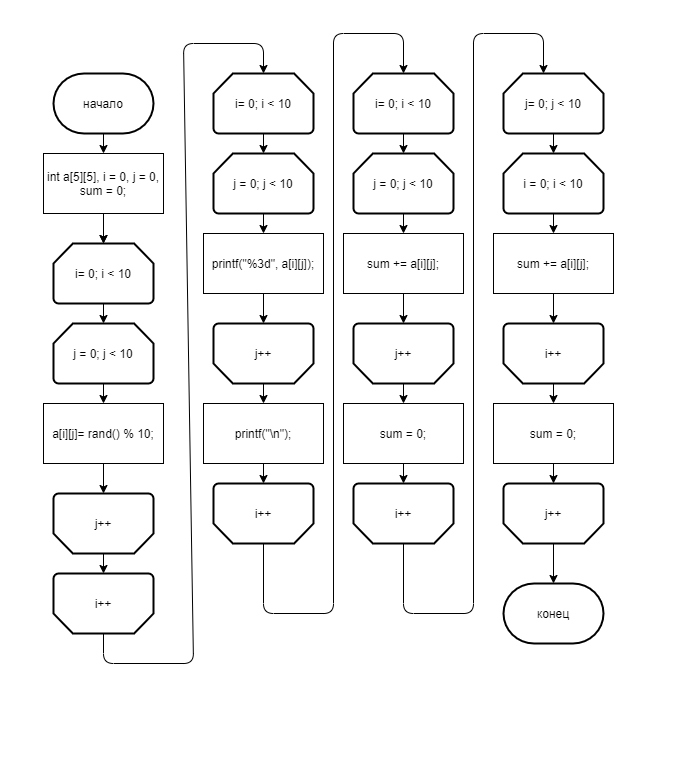 начало
int a[5][5], i = 0, j = 0,
sum = 0;
i= 0; i < 10
j = 0; j < 10
a[i][j]= rand() % 10;
j++
i++
i= 0; i < 10
j = 0; j < 10
printf("%3d", a[i][j]);
j++
printf("\n");
i++
i= 0; i < 10
j = 0; j < 10
sum += a[i][j];
j++
sum = 0;
i++
j= 0; j < 10
i = 0; i < 10
sum += a[i][j];
i++
sum = 0;
j++
конец